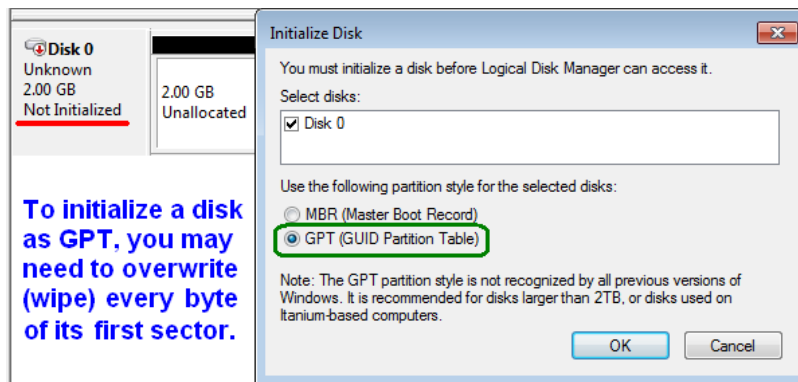 Disk 0
Unknown
2.00 GB
Not Initialized
2.00 GB
Unallocated
To initialize a disk
as GPT, you may
need to overwrite
(wipe) every byte
of its first sector.
Initialize Disk
You must initialize a disk before Logical Disk Manager can access it.
Select disks:
Disk 0
Use the following partition style for the selected disks:
MBR (Master Boot Record)
GPT (GUID Partition Table)
Note: The GPT partition style is not recognized by all previous versions of
Windows. It is recommended for disks larger than 2TB, or disks used on
Itanium-based computers.
OK
Cancel